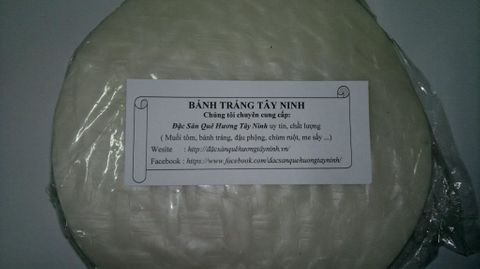 BÁNH TRÁNG TÂY NINH
Chúng tôi chuyên cung cấp:
Đặc Sản Quê Hương Tây Ninh uy tín, chất lượng
( Muối tôm, bánh tráng, đậu phộng, chùm ruột, me sấy ...)
Wesite : http://đặcsảnquêhươngtâyninh.vn/
Facebook : https://www.facebook.com/dacsanquehuongtayninh/